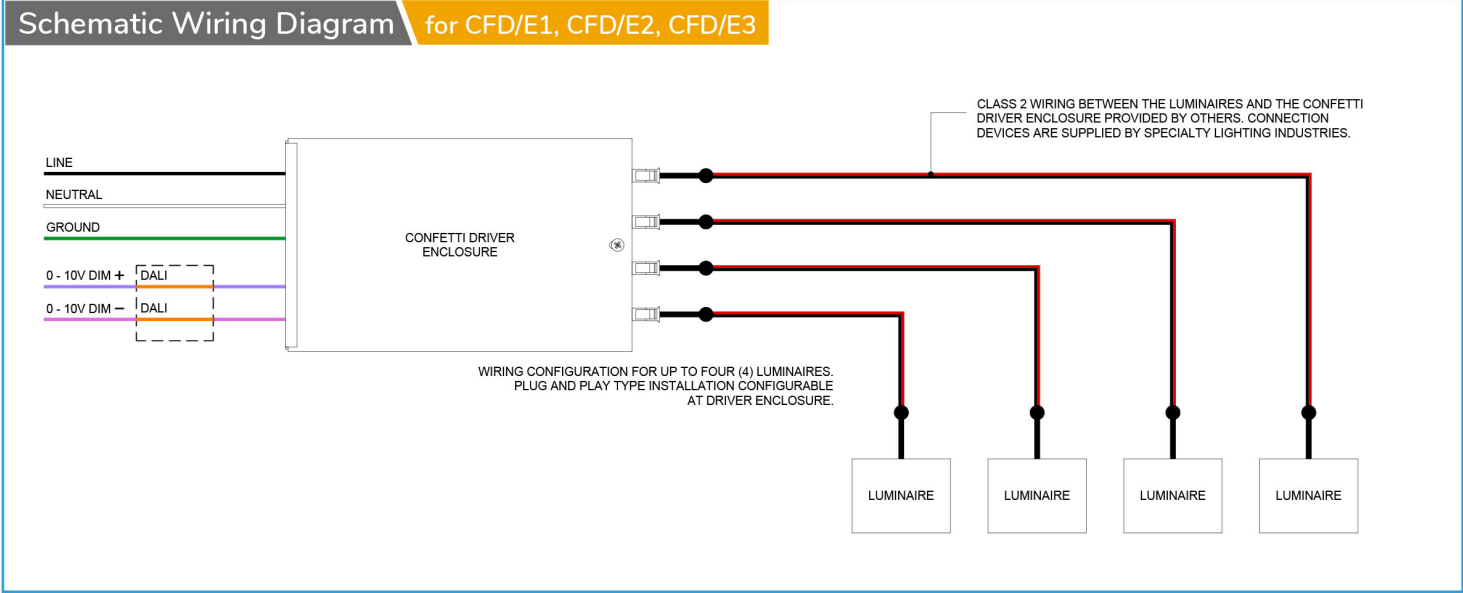 Schematic Wiring Diagram for CFD/E1, CFD/E2, CFD/E3
CLASS 2 WIRING BETWEEN THE LUMINAIRES AND THE CONFETTI
DRIVER ENCLOSURE PROVIDED BY OTHERS. CONNECTION
DEVICES ARE SUPPLIED BY SPECIALTY LIGHTING INDUSTRIES.
LINE
NEUTRAL
GROUND
CONFETTI DRIVER
ENCLOSURE
0 - 10V DIM + DALI
0 - 10V DIM - DALI
WIRING CONFIGURATION FOR UP TO FOUR (4) LUMINAIRES.
PLUG AND PLAY TYPE INSTALLATION CONFIGURABLE
AT DRIVER ENCLOSURE.
LUMINAIRE LUMINAIRE LUMINAIRE LUMINAIRE